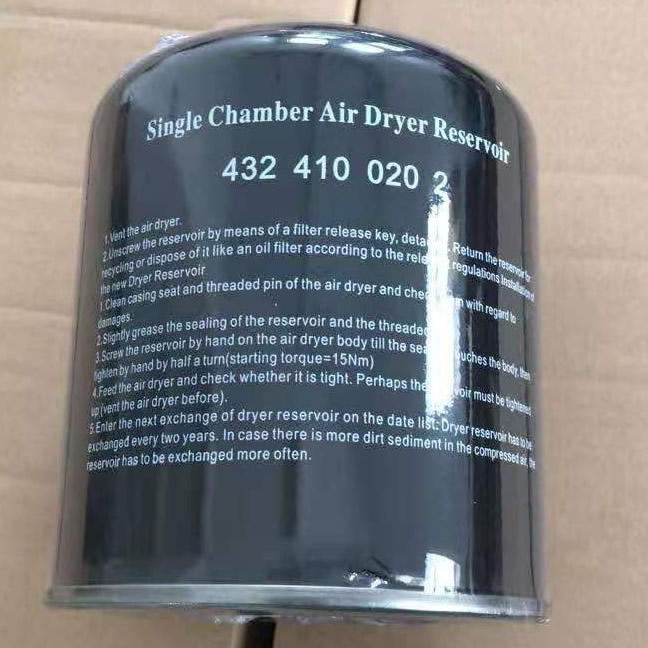 Single Chamber Air Dryer Reservoir
432 410 020 2
1.Vent the air dryer.
2.Unscrew the reservoir by means of a filter release key, Return the reservoir for
recycling or dispose of it like an oil filter according to the regulations Installation of
the new Dryer Reservoir
1.Clean casing seat and threaded pin of the air dryer and with regard to
damages.
2.Slightly grease the sealing of the reservoir and the
3.Screw the reservoir by hand on the air dryer body till the touches the body, then
tighten by hand by half a turn(starting torque=15Nm)
4.Feed the air dryer and check whether it is tight. Perhaps the must be tightened
up (vent the air dryer before).
5.Enter the next exchange of dryer reservoir on the date list. Dryer reservoir has to be
exchanged every two years. In case there is more dirt sediment in the compressed air, the
reservoir has to be exchanged more often.